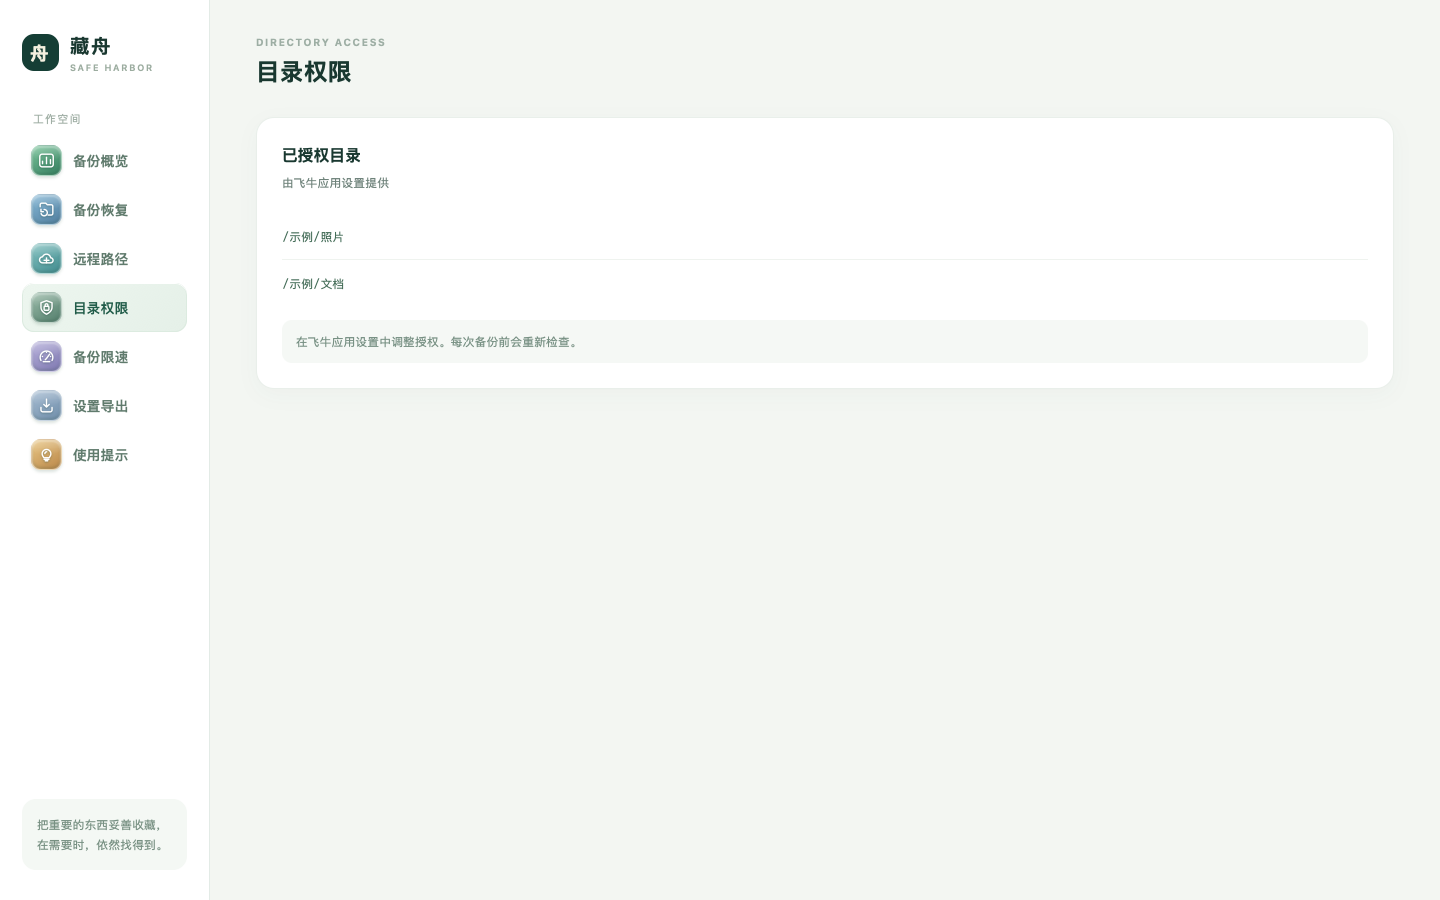 舟
藏舟
SAFE HARBOR
工作空间
备份概览
备份恢复
远程路径
目录权限
备份限速
设置导出
使用提示
把重要的东西妥善收藏，
在需要时，依然找得到。
DIRECTORY ACCESS
目录权限
已授权目录
由飞牛应用设置提供
/示例/照片
/示例/文档
在飞牛应用设置中调整授权。每次备份前会重新检查。